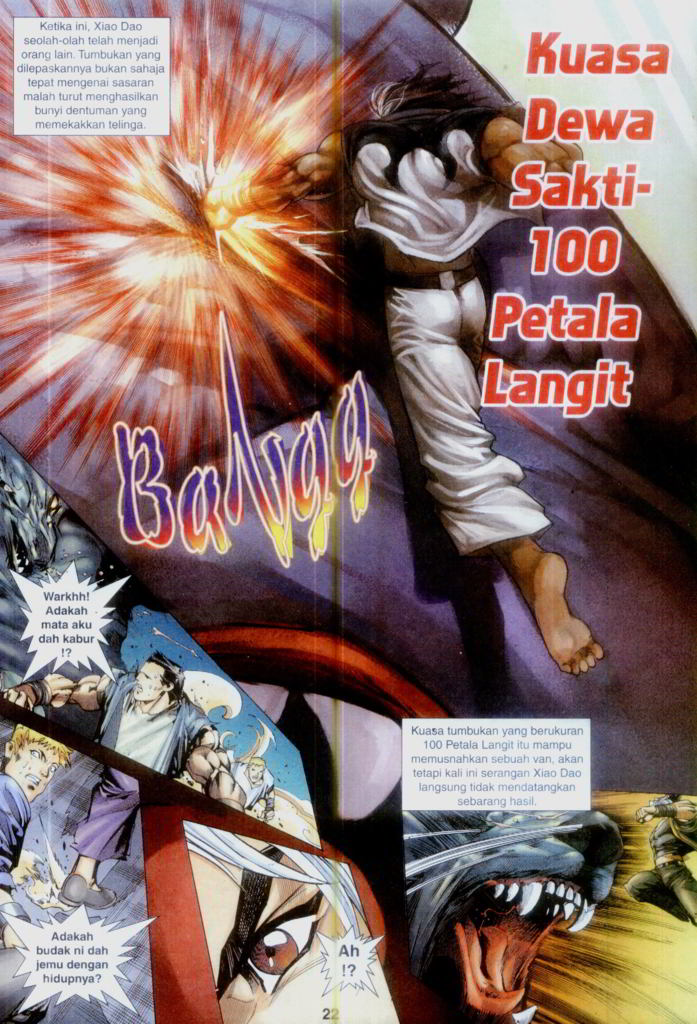 Ketika ini, Xiao Dao
seolah-olah telah menjadi
orang lain. Tumbukan yang
dilepaskannya bukan sahaja
tepat mengenai sasaran
malah turut menghasilkan
bunyi dentuman yang
memekakkan telinga.
Kuasa
Dewa
Sakti-
100
Petala
Langit
Bangg
Warkhh!
Adakah
mata aku
dah kabur
!?
Kuasa tumbukan yang berukuran
100 Petala Langit itu mampu
memusnahkan sebuah van, akan
tetapi kali ini serangan Xiao Dao
langsung tidak mendatangkan
sebarang hasil.
Adakah
budak ni dah
jemu dengan
hidupnya?
Ah
!?
22